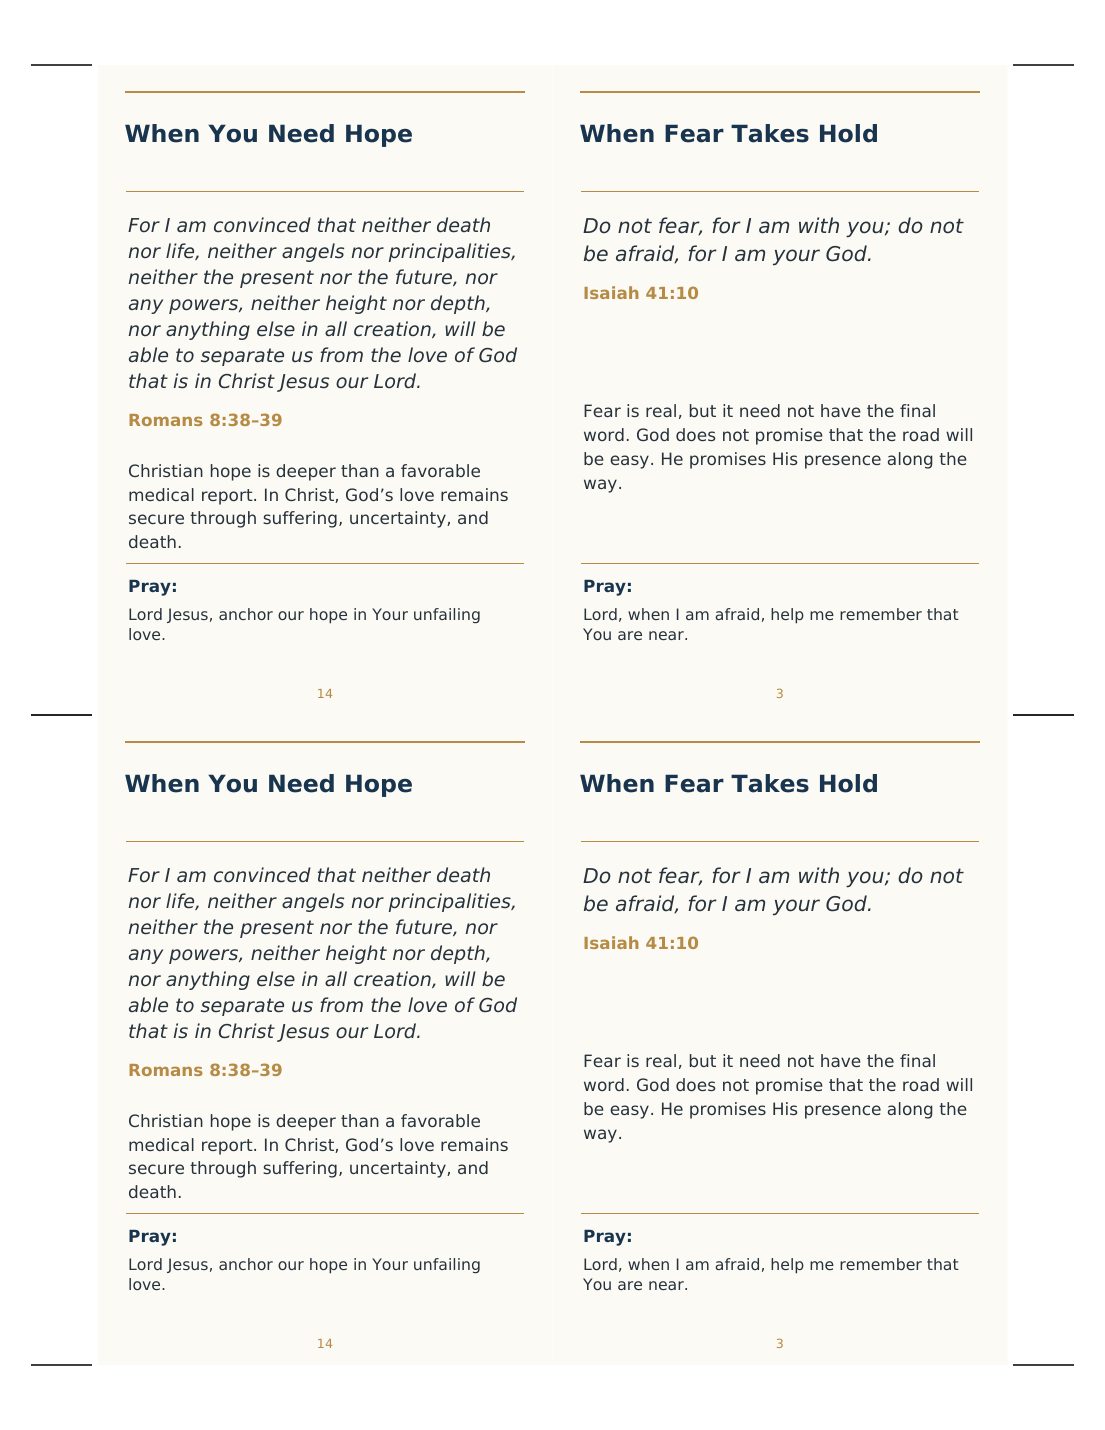 When You Need Hope
For I am convinced that neither death
nor life, neither angels nor principalities,
neither the present nor the future, nor
any powers, neither height nor depth,
nor anything else in all creation, will be
able to separate us from the love of God
that is in Christ Jesus our Lord.
Romans 8:38–39
Christian hope is deeper than a favorable
medical report. In Christ, God’s love remains
secure through suffering, uncertainty, and
death.
Pray:
Lord Jesus, anchor our hope in Your unfailing
love.
14
When Fear Takes Hold
Do not fear, for I am with you; do not
be afraid, for I am your God.
Isaiah 41:10
Fear is real, but it need not have the final
word. God does not promise that the road will
be easy. He promises His presence along the
way.
Pray:
Lord, when I am afraid, help me remember that
You are near.
3
When You Need Hope
For I am convinced that neither death
nor life, neither angels nor principalities,
neither the present nor the future, nor
any powers, neither height nor depth,
nor anything else in all creation, will be
able to separate us from the love of God
that is in Christ Jesus our Lord.
Romans 8:38–39
Christian hope is deeper than a favorable
medical report. In Christ, God’s love remains
secure through suffering, uncertainty, and
death.
Pray:
Lord Jesus, anchor our hope in Your unfailing
love.
14
When Fear Takes Hold
Do not fear, for I am with you; do not
be afraid, for I am your God.
Isaiah 41:10
Fear is real, but it need not have the final
word. God does not promise that the road will
be easy. He promises His presence along the
way.
Pray:
Lord, when I am afraid, help me remember that
You are near.
3